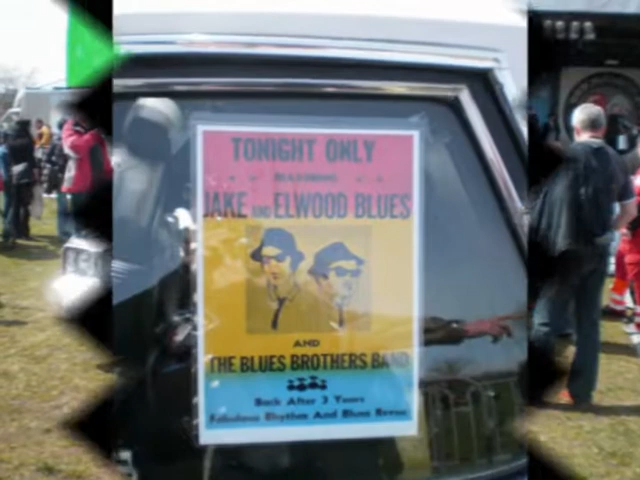 TONIGHT ONLY
JAKE AND ELWOOD BLUES
AND
THE BLUES BROTHERS BAND
Back After 3 Years
Fabulous Rhythm And Blues Revue